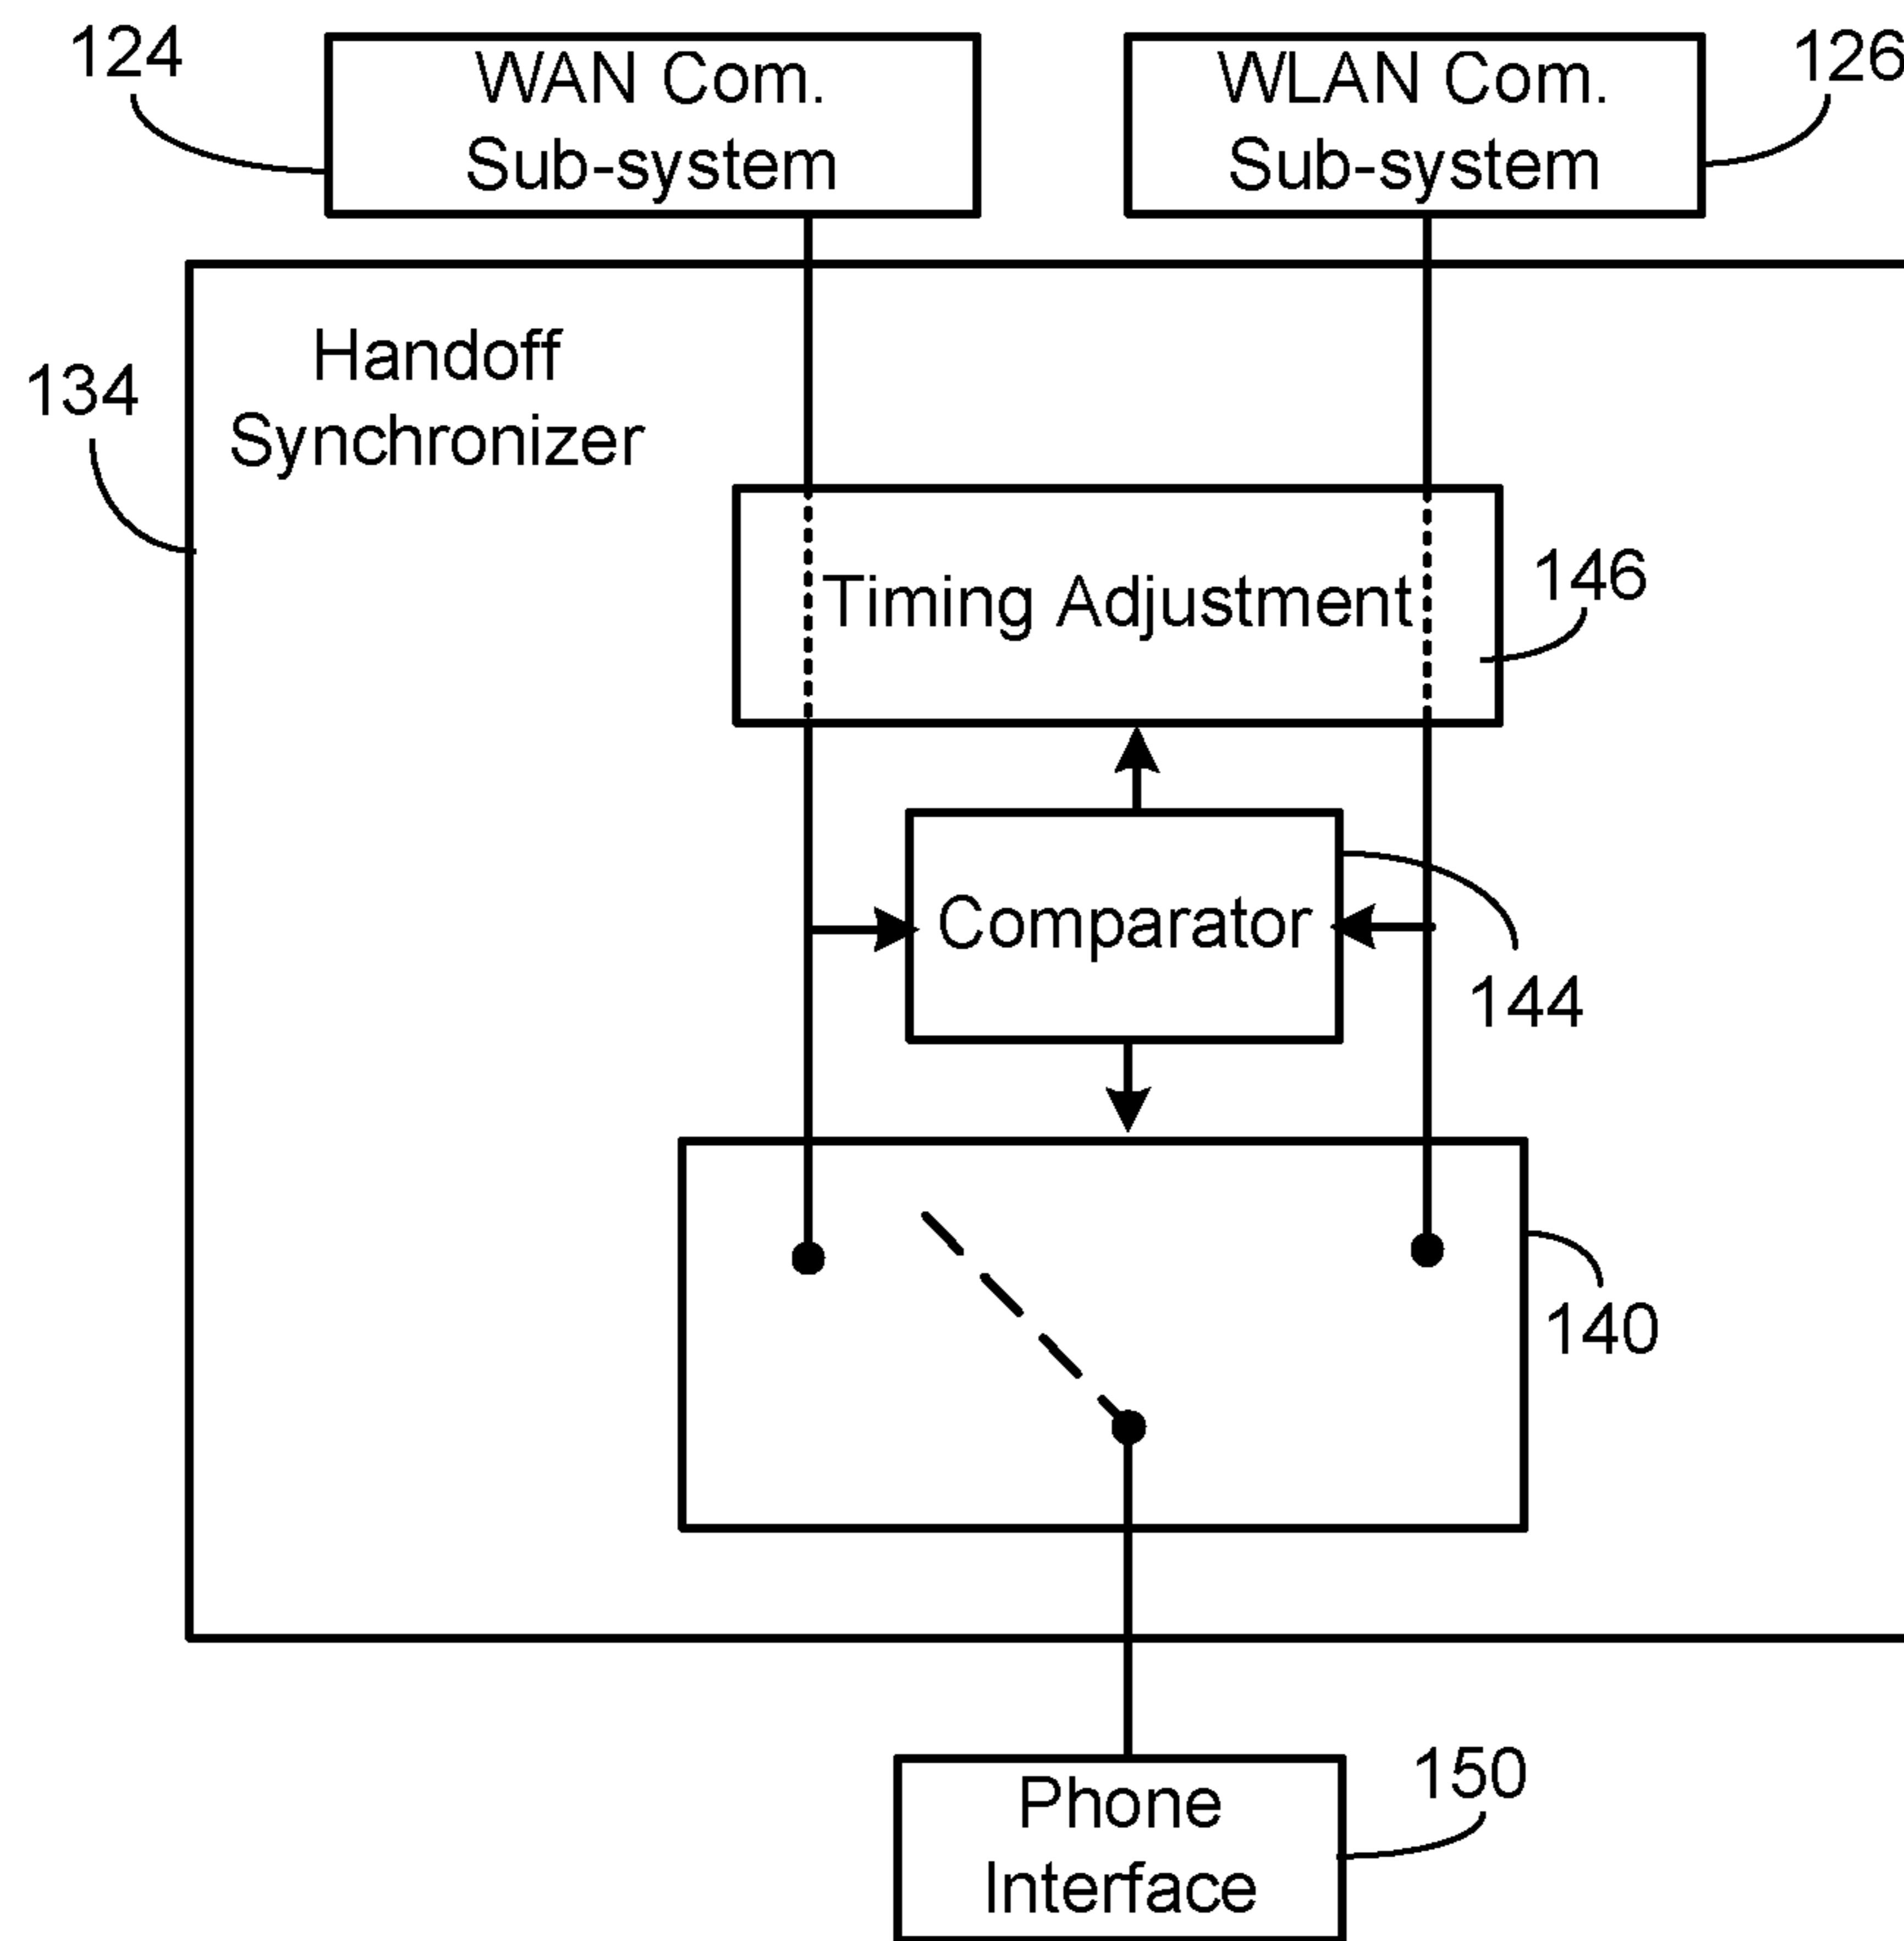 124
WAN Com.
Sub-system
WLAN Com.
Sub-system
126
134
Handoff
Synchronizer
Timing Adjustment
146
Comparator
144
140
150
Phone
Interface